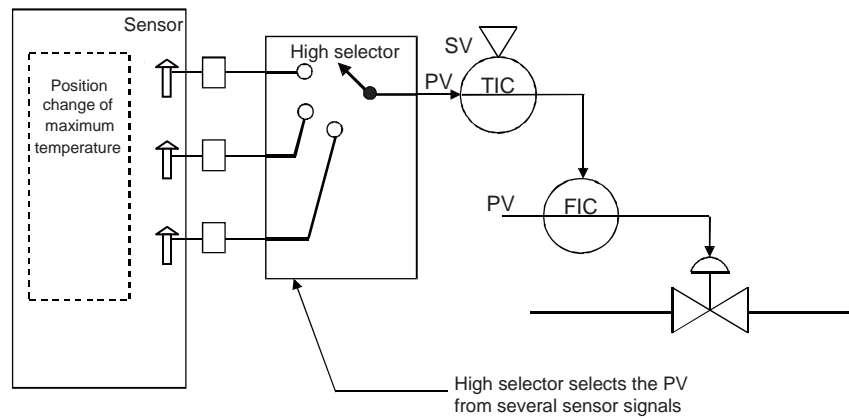 Sensor
Position
change of
maximum
temperature
High selector
SV
PV
TIC
PV
FIC
High selector selects the PV
from several sensor signals